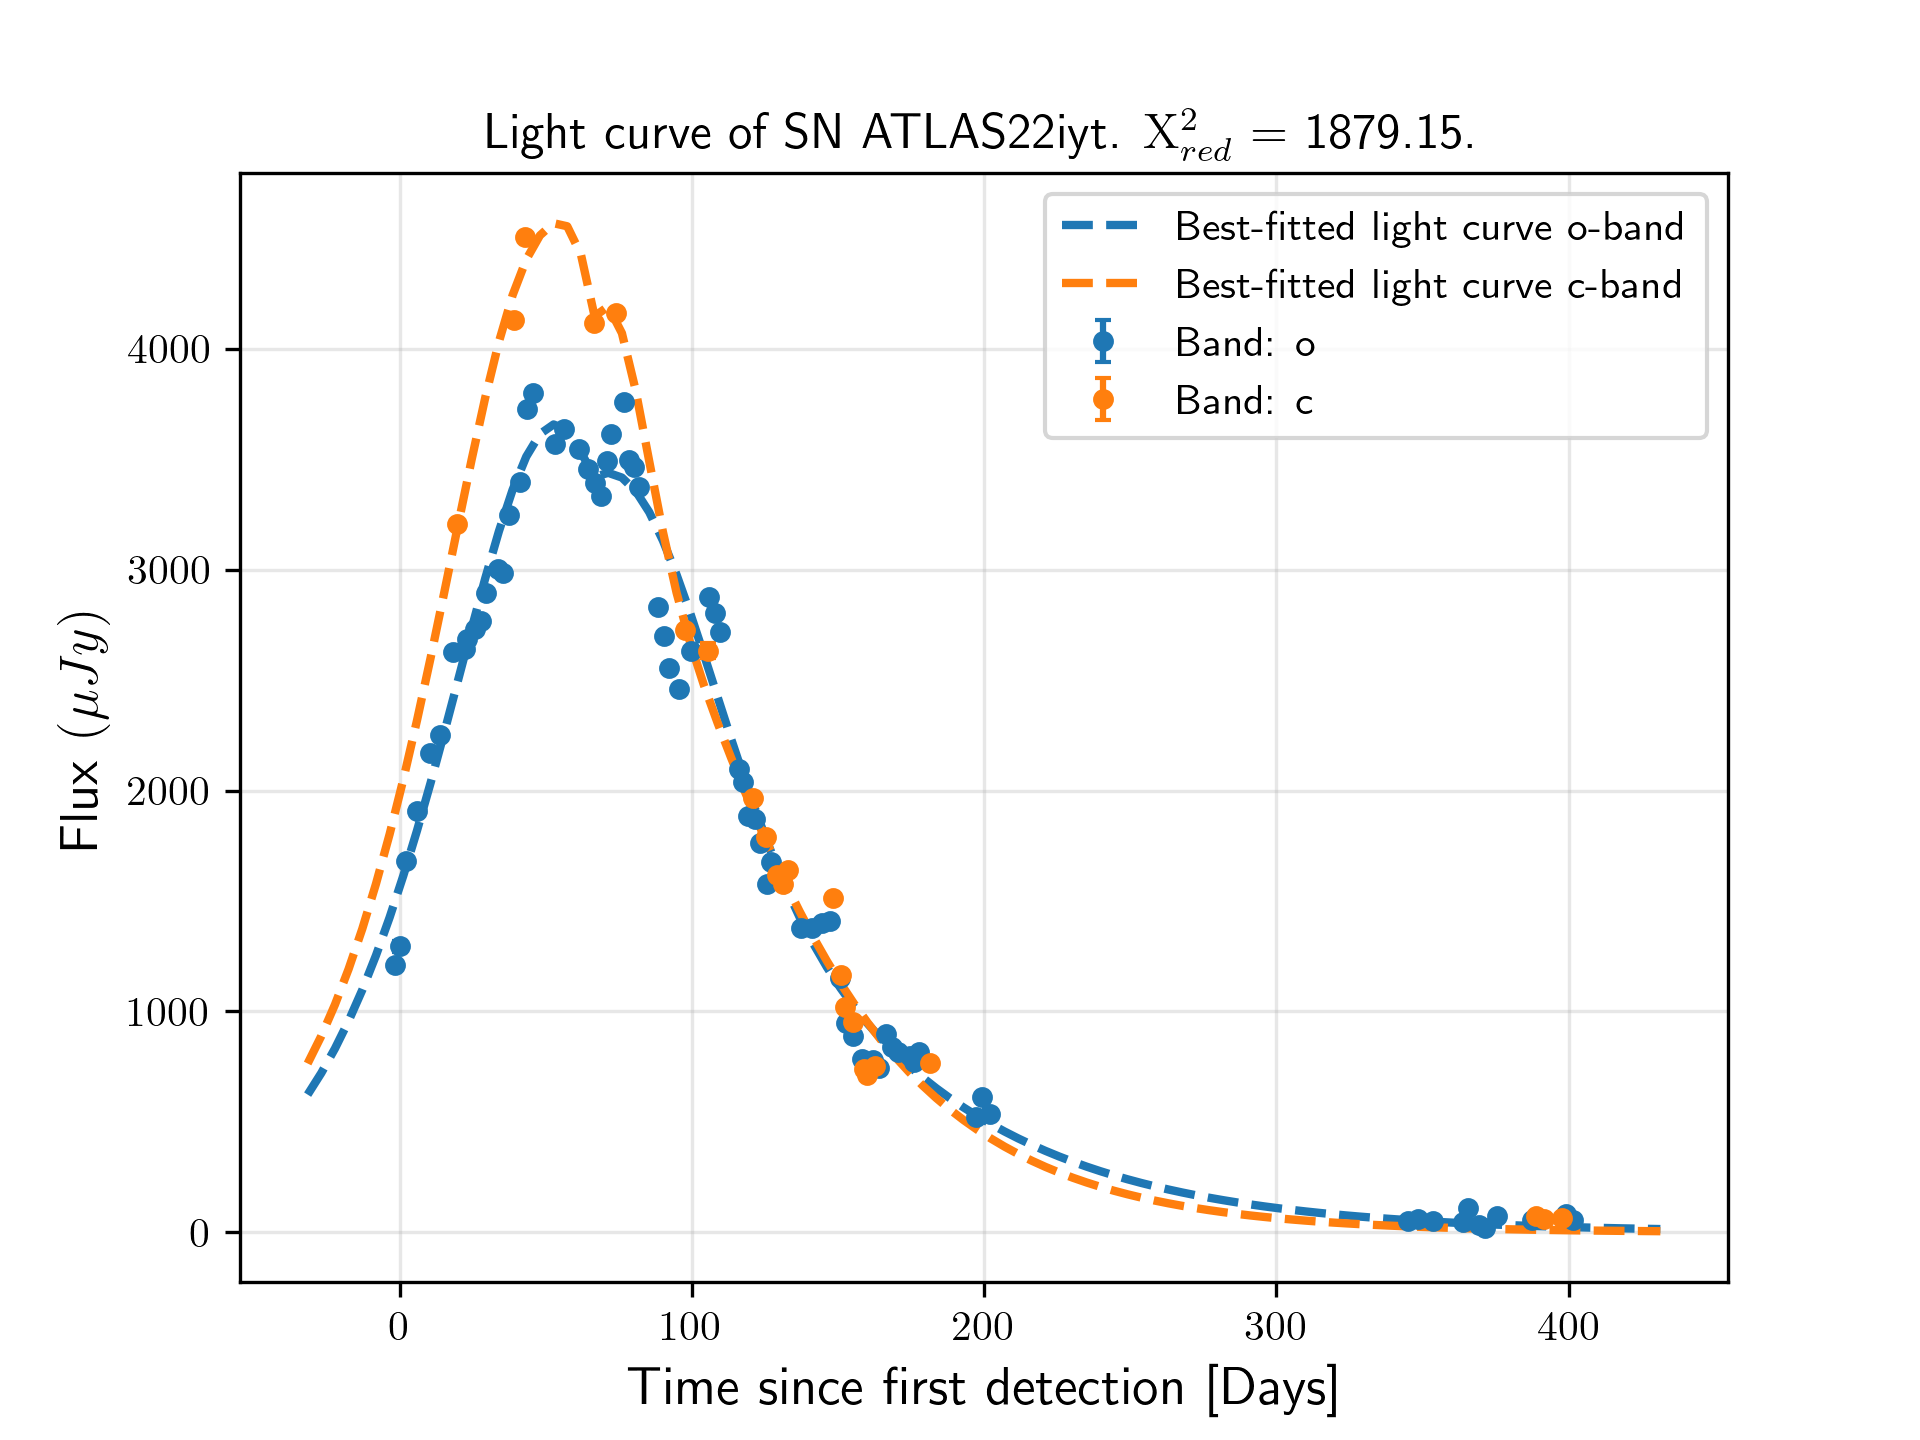 Light curve of SN ATLAS22iyt. X²_red = 1879.15.
Best-fitted light curve o-band
Best-fitted light curve c-band
Band: o
Band: c
Flux (μJy)
4000
3000
2000
1000
0
0 100 200 300 400
Time since first detection [Days]